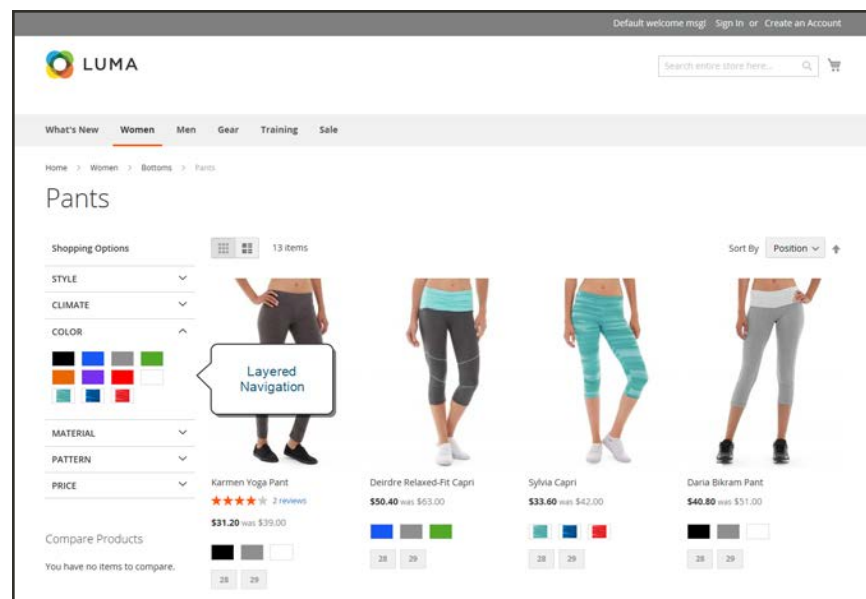 Default welcome msg! Sign In or Create an Account
LUMA
Search entire store here...
What's New Women Men Gear Training Sale
Home > Women > Bottoms > Pants
Pants
Shopping Options
13 items
Sort By Position
STYLE
CLIMATE
COLOR
Layered
Navigation
MATERIAL
PATTERN
PRICE
Karmen Yoga Pant
2 reviews
$31.20 was $39.00
28 29
Deirdre Relaxed-Fit Capri
$50.40 was $63.00
28 29
Sylvia Capri
$33.60 was $42.00
28 29
Daria Bikram Pant
$40.80 was $51.00
28 29
Compare Products
You have no items to compare.